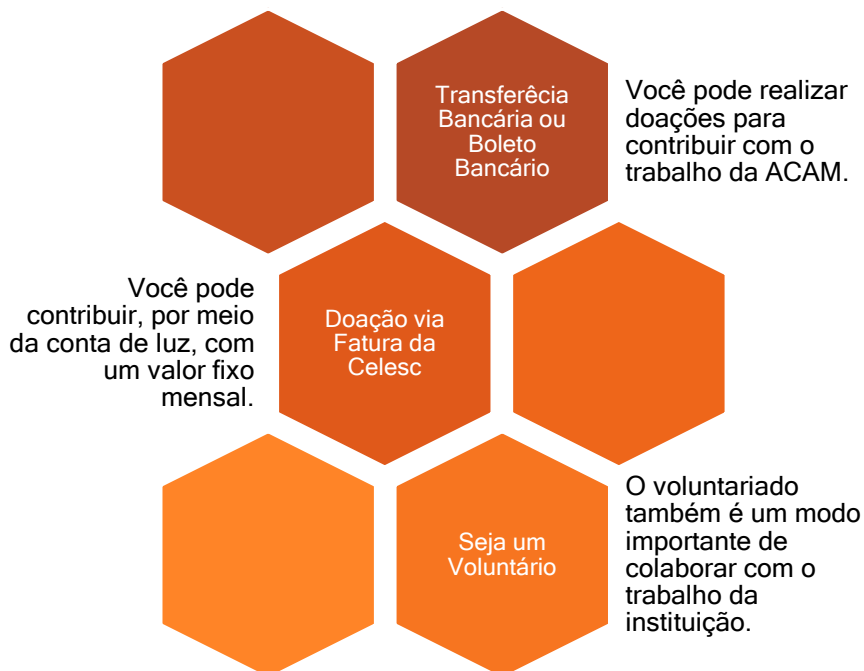 Transferêcia
Bancária ou
Boleto
Bancário
Você pode realizar
doações para
contribuir com o
trabalho da ACAM.
Você pode
contribuir, por meio
da conta de luz, com
um valor fixo
mensal.
Doação via
Fatura da
Celesc
Seja um
Voluntário
O voluntariado
também é um modo
importante de
colaborar com o
trabalho da
instituição.